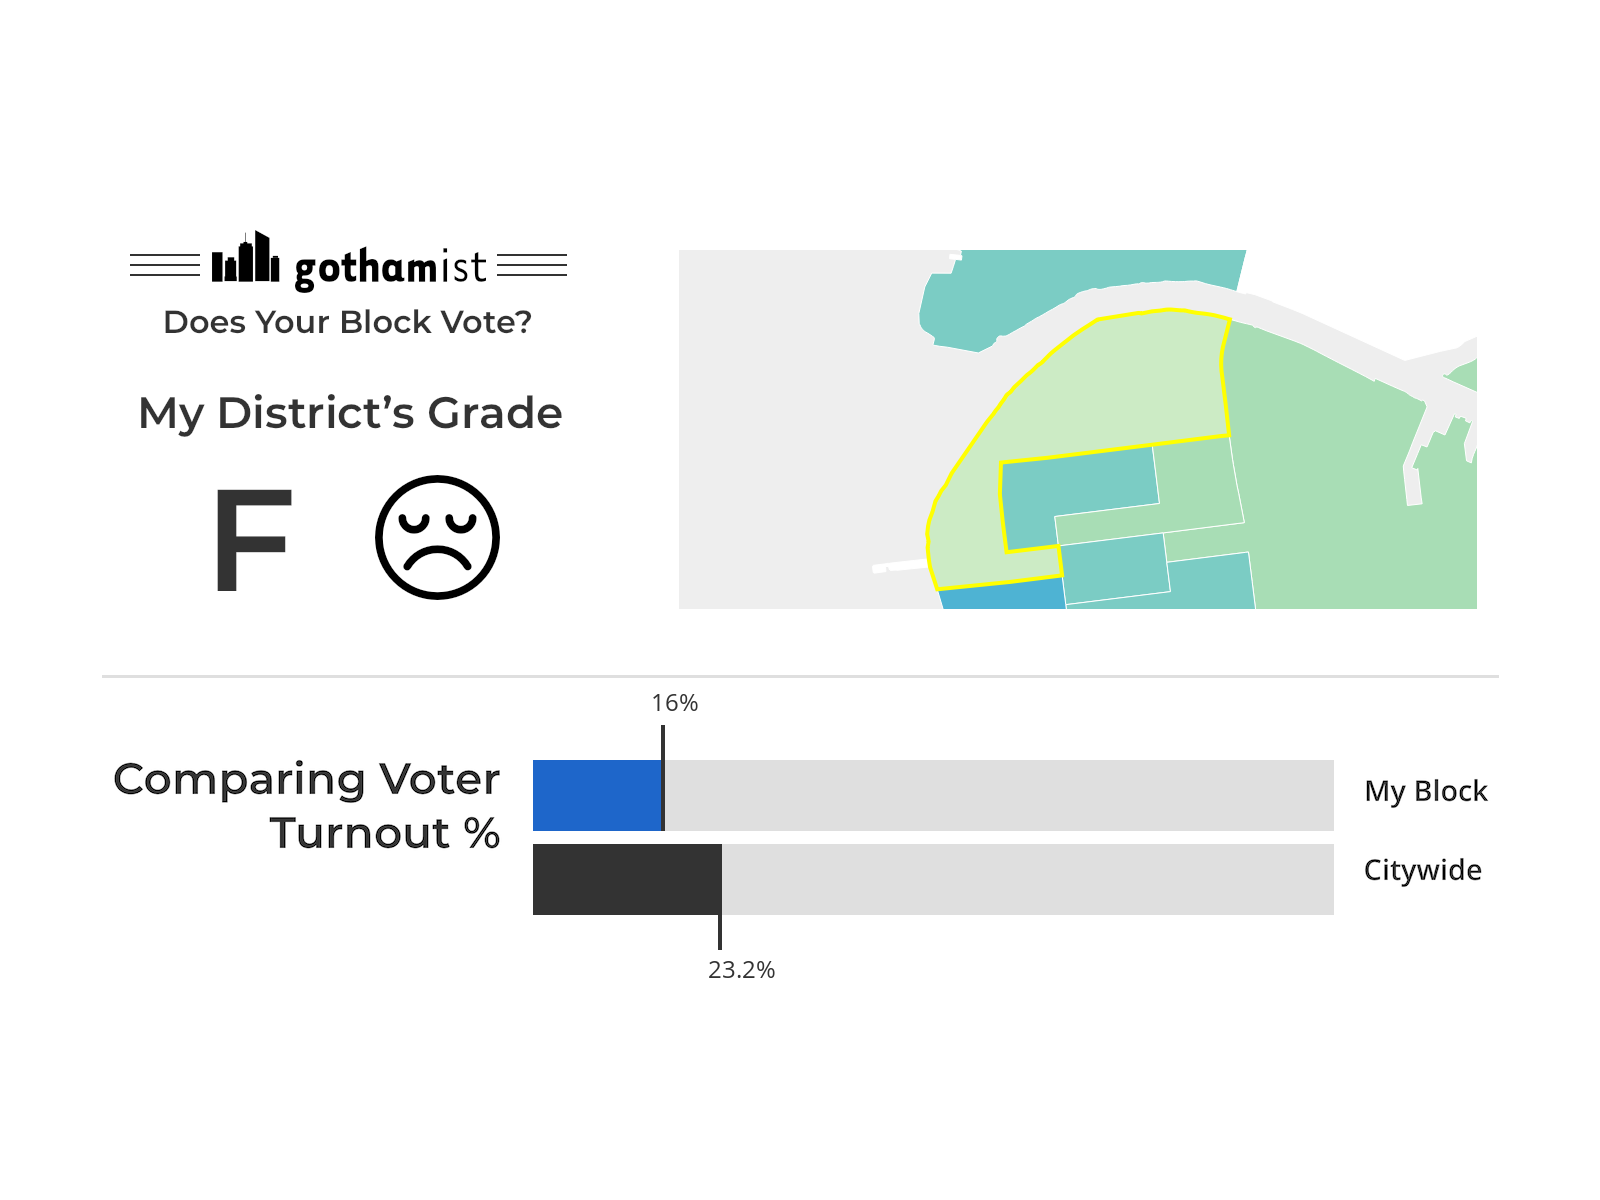 gothamist
Does Your Block Vote?
My District’s Grade
F
16%
Comparing Voter
Turnout %
My Block
Citywide
23.2%